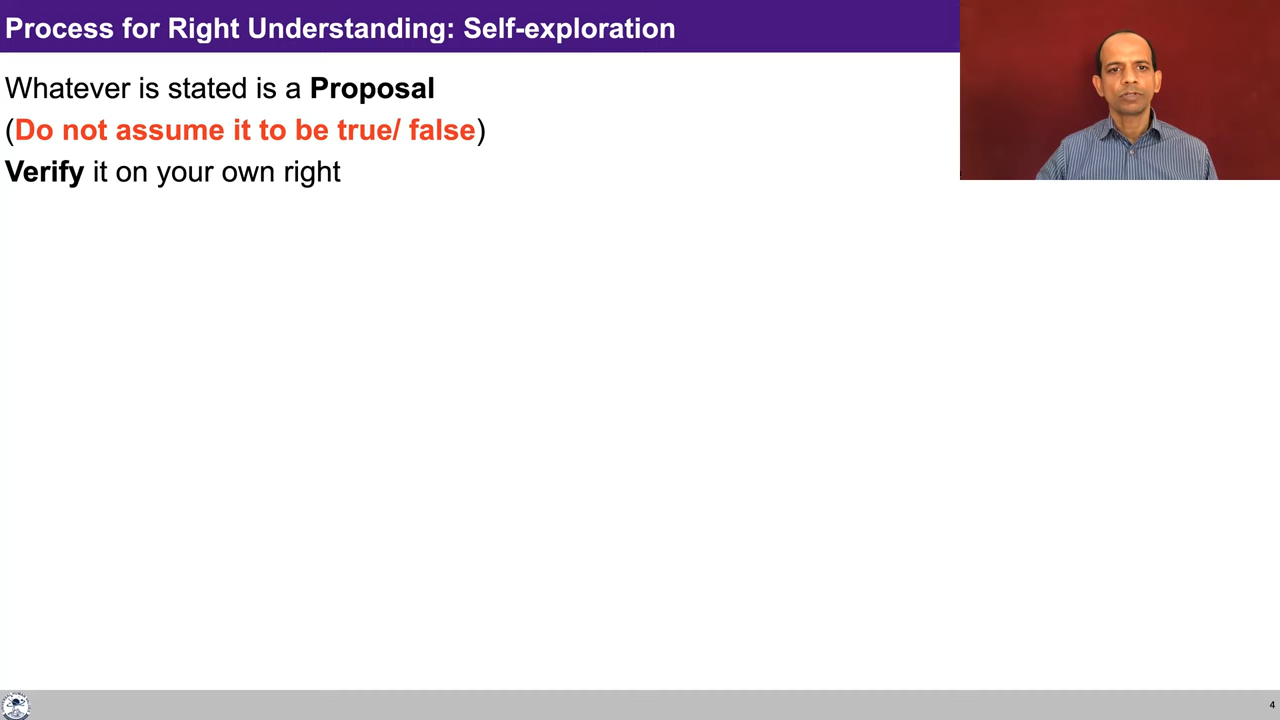 Process for Right Understanding: Self-exploration
Whatever is stated is a Proposal
(Do not assume it to be true/ false)
Verify it on your own right
4